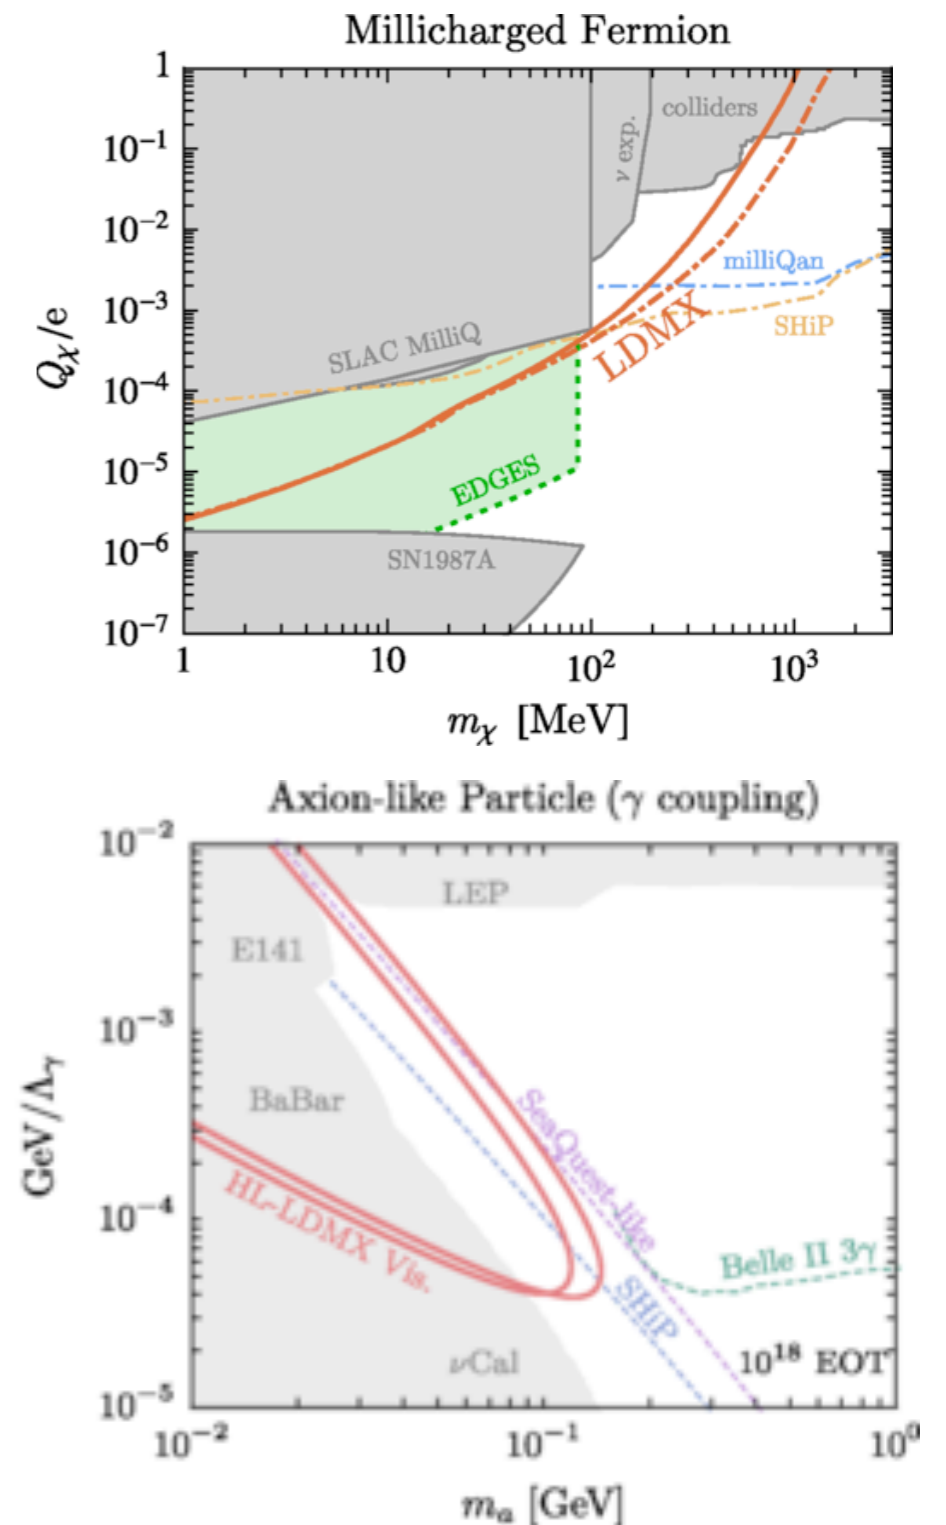 Millicharged Fermion
1
10⁻¹
10⁻²
10⁻³
10⁻⁴
10⁻⁵
10⁻⁶
10⁻⁷
Qχ/e
colliders
ν exp.
milliQan
SHiP
LDMX
SLAC MilliQ
EDGES
SN1987A
1 10 10² 10³
mχ [MeV]
Axion-like Particle (γ coupling)
10⁻²
10⁻³
10⁻⁴
10⁻⁵
GeV/Λγ
LEP
E141
BaBar
SeaQuest-like
HL-LDMX Vis.
Belle II 3γ
SHiP
νCal
10¹⁸ EOT
10⁻² 10⁻¹ 10⁰
mₐ [GeV]